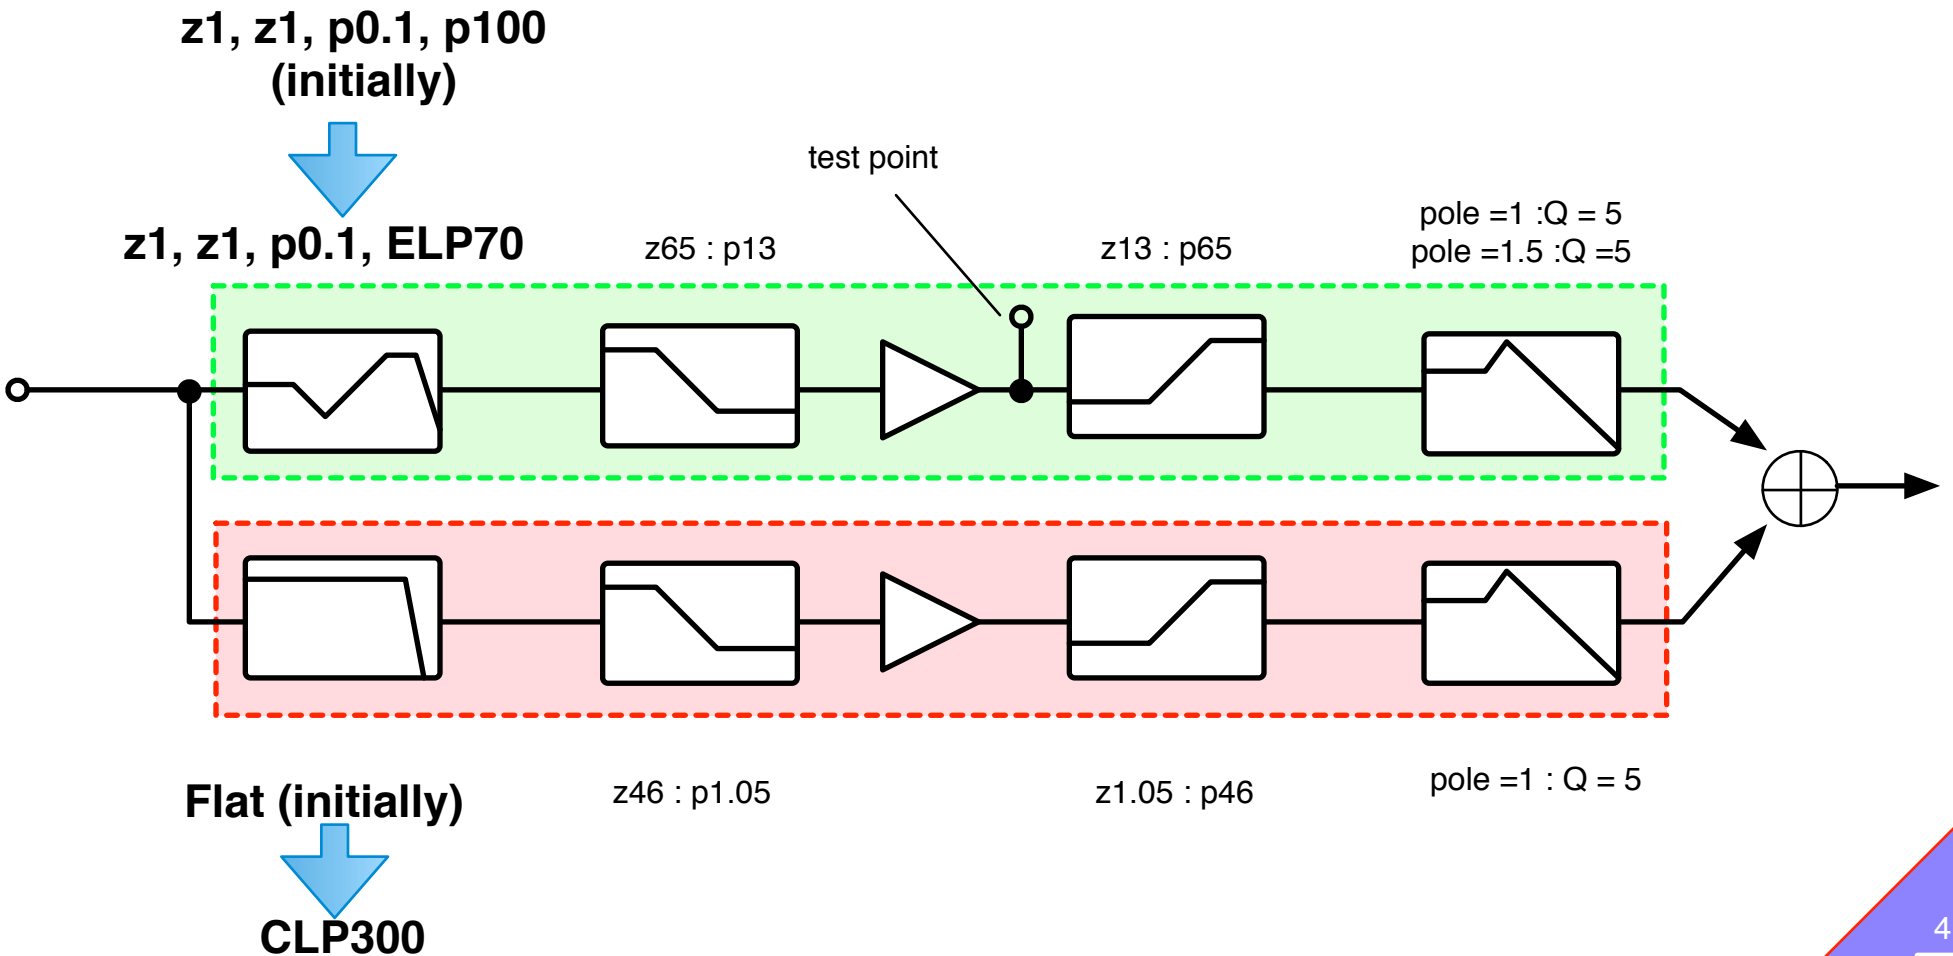 z1, z1, p0.1, p100
(initially)
test point
z1, z1, p0.1, ELP70
z65 : p13
z13 : p65
pole =1 :Q = 5
pole =1.5 :Q =5
Flat (initially)
z46 : p1.05
z1.05 : p46
pole =1 : Q = 5
CLP300
4